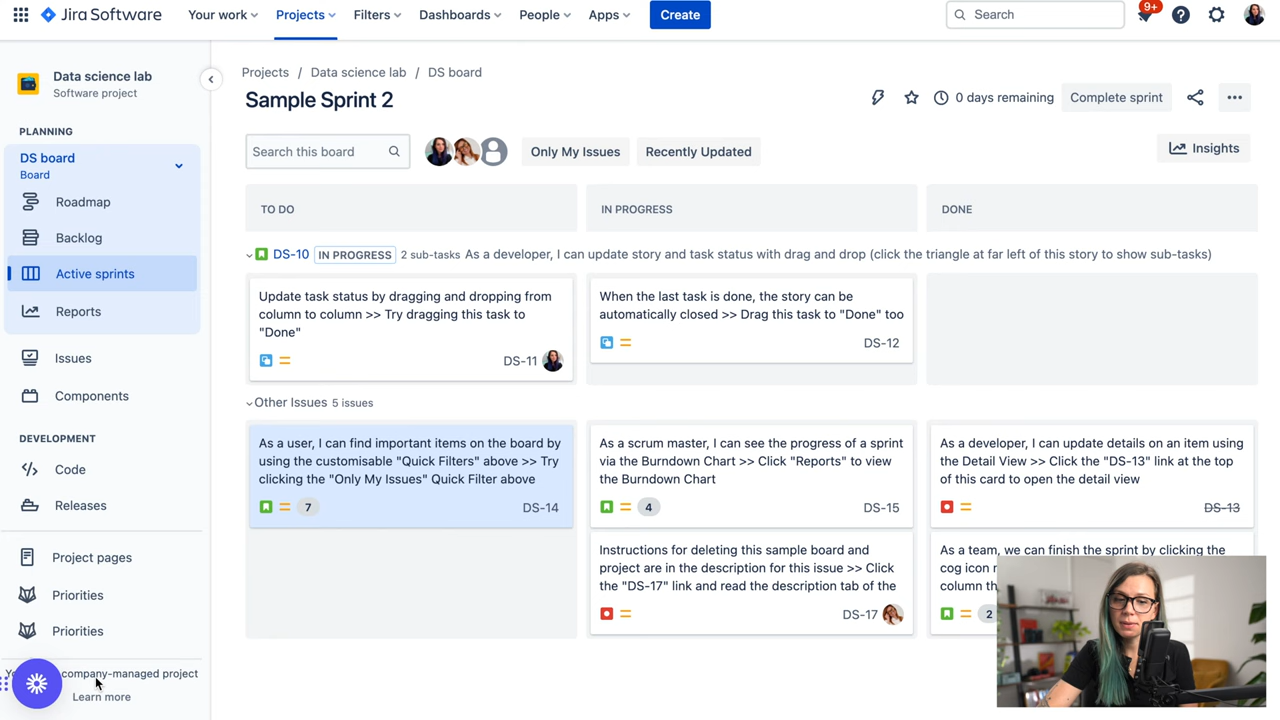 Jira Software
Your work
Projects
Filters
Dashboards
People
Apps
Create
Search
9+
Data science lab
Software project
PLANNING
DS board
Board
Roadmap
Backlog
Active sprints
Reports
Issues
Components
DEVELOPMENT
Code
Releases
Project pages
Priorities
Priorities
company-managed project
Learn more
Projects / Data science lab / DS board
Sample Sprint 2
0 days remaining
Complete sprint
Search this board
Only My Issues
Recently Updated
Insights
TO DO
IN PROGRESS
DONE
DS-10 IN PROGRESS 2 sub-tasks As a developer, I can update story and task status with drag and drop (click the triangle at far left of this story to show sub-tasks)
Update task status by dragging and dropping from
column to column >> Try dragging this task to
"Done"
DS-11
When the last task is done, the story can be
automatically closed >> Drag this task to "Done" too
DS-12
Other Issues 5 issues
As a user, I can find important items on the board by
using the customisable "Quick Filters" above >> Try
clicking the "Only My Issues" Quick Filter above
7
DS-14
As a scrum master, I can see the progress of a sprint
via the Burndown Chart >> Click "Reports" to view
the Burndown Chart
4
DS-15
Instructions for deleting this sample board and
project are in the description for this issue >> Click
the "DS-17" link and read the description tab of the
DS-17
As a developer, I can update details on an item using
the Detail View >> Click the "DS-13" link at the top
of this card to open the detail view
DS-13
As a team, we can finish the sprint by clicking the
cog icon
column
2